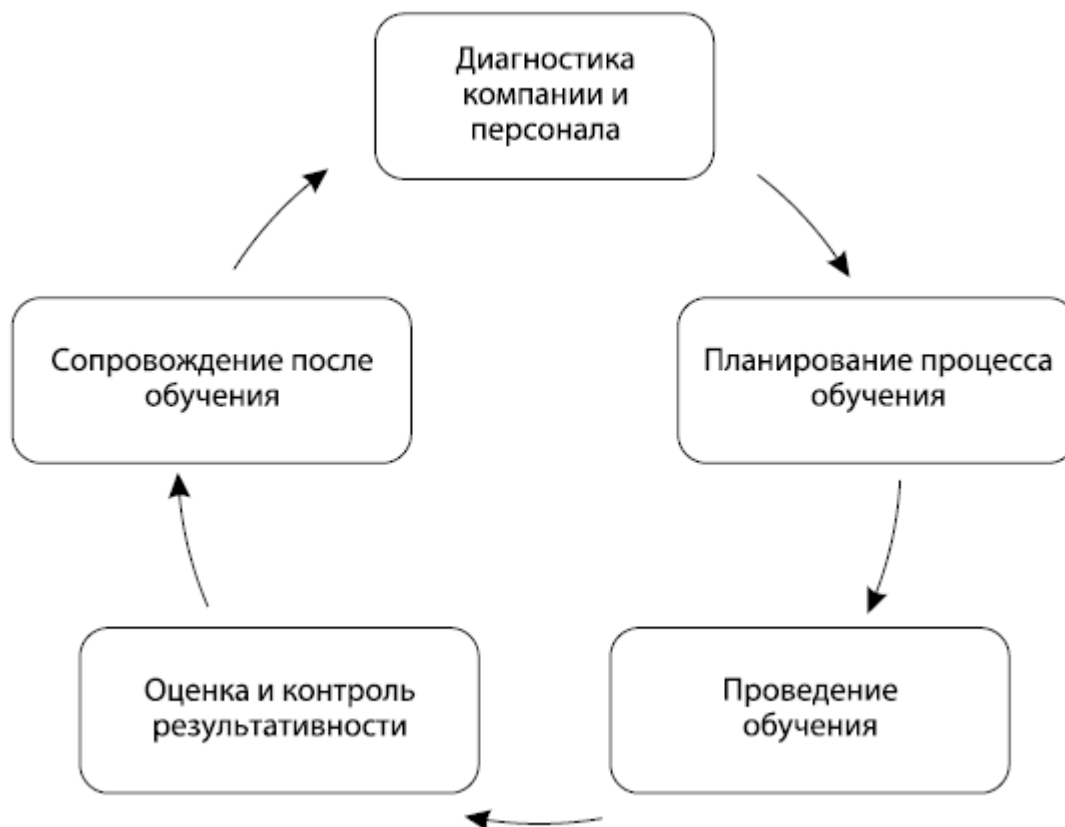 Диагностика
компании и
персонала
Планирование процесса
обучения
Проведение
обучения
Оценка и контроль
результативности
Сопровождение после
обучения